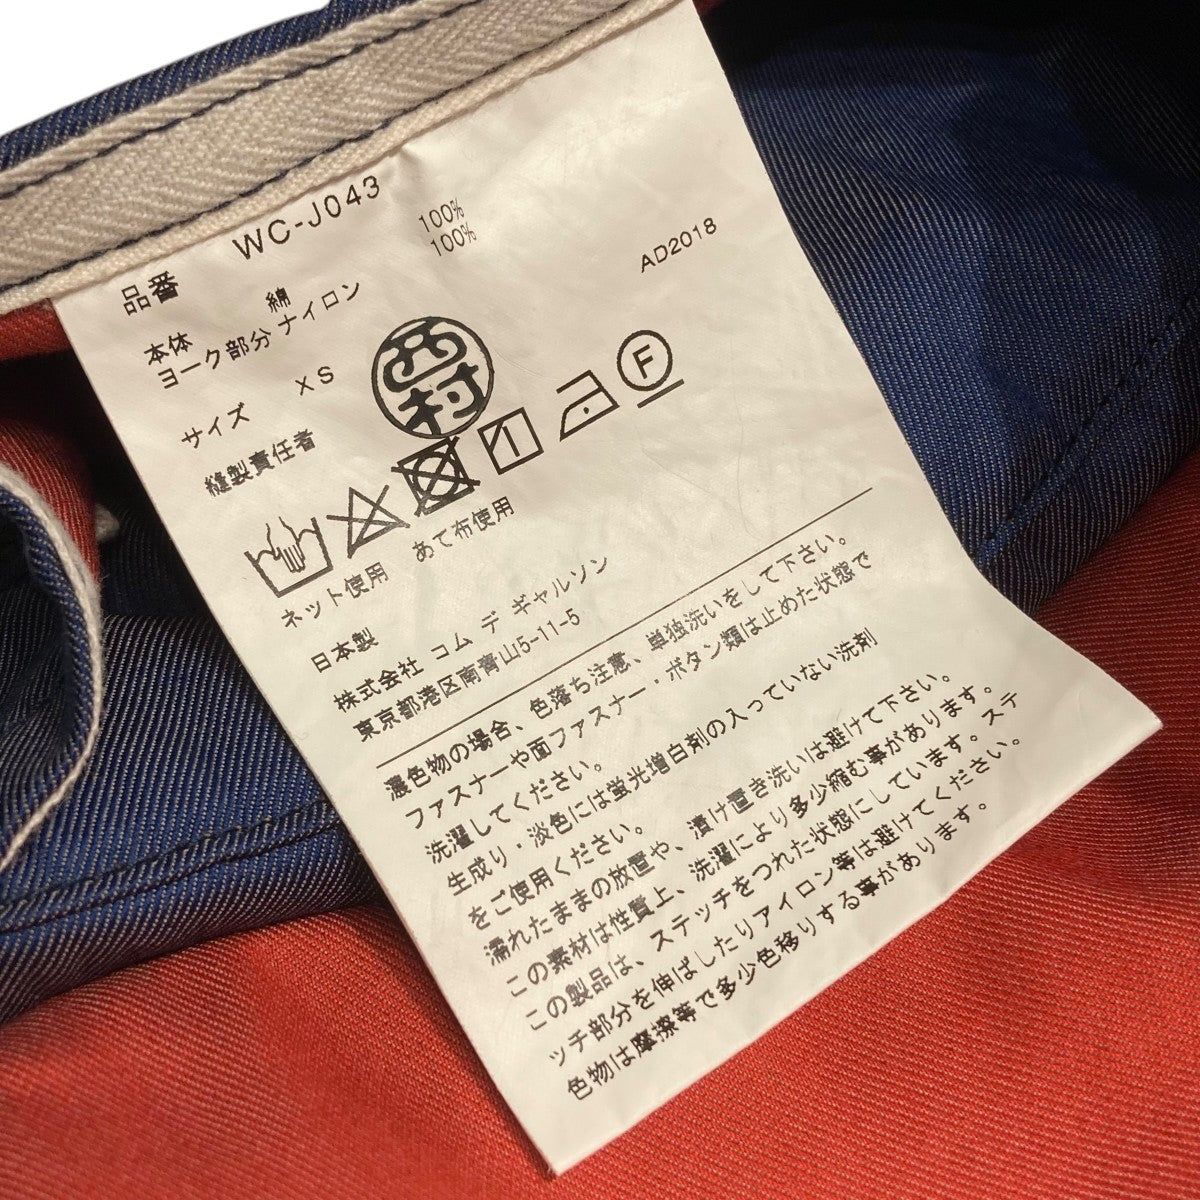 品番 WC-J043
本体 綿 100%
ヨーク部分 ナイロン 100%
AD2018
サイズ XS
縫製責任者 西村
F
ネット使用 あて布使用
日本製
株式会社 コム デ ギャルソン
東京都港区南青山5-11-5
濃色物の場合、色落ち注意、単独洗いをして下さい。
ファスナーや面ファスナー・ボタン類は止めた状態で
洗濯してください。
生成り・淡色には蛍光増白剤の入っていない洗剤
をご使用ください。
濡れたままの放置や、漬け置き洗いは避けて下さい。
この素材は性質上、洗濯により多少縮む事があります。
この製品は、ステッチをつれた状態にしています。ステ
ッチ部分を伸ばしたりアイロン等は避けてください。
色物は摩擦等で多少色移りする事があります。